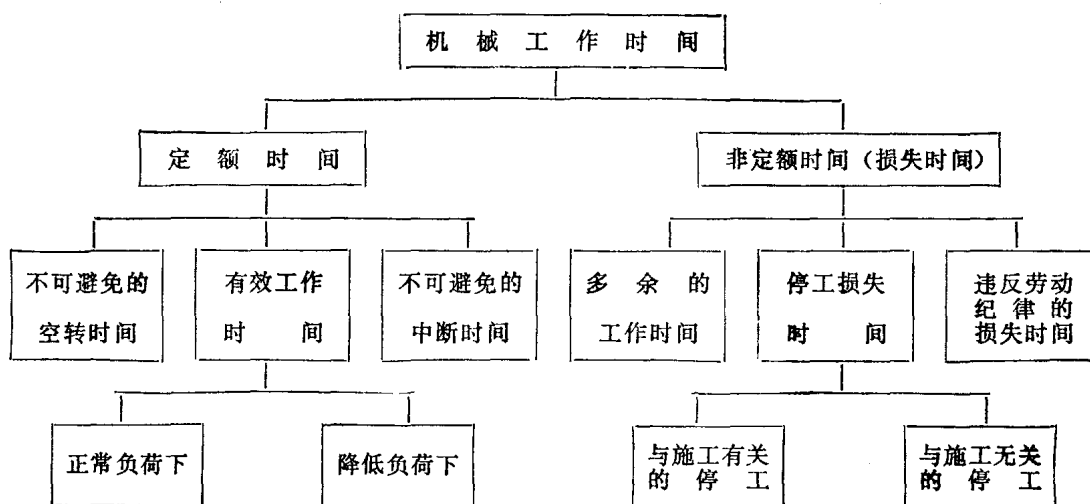 机械工作时间
定额时间
非定额时间（损失时间）
不可避免的
空转时间
有效工作
时间
不可避免的
中断时间
多余的
工作时间
停工损失
时间
违反劳动
纪律的
损失时间
正常负荷下
降低负荷下
与施工有关
的停工
与施工无关
的停工